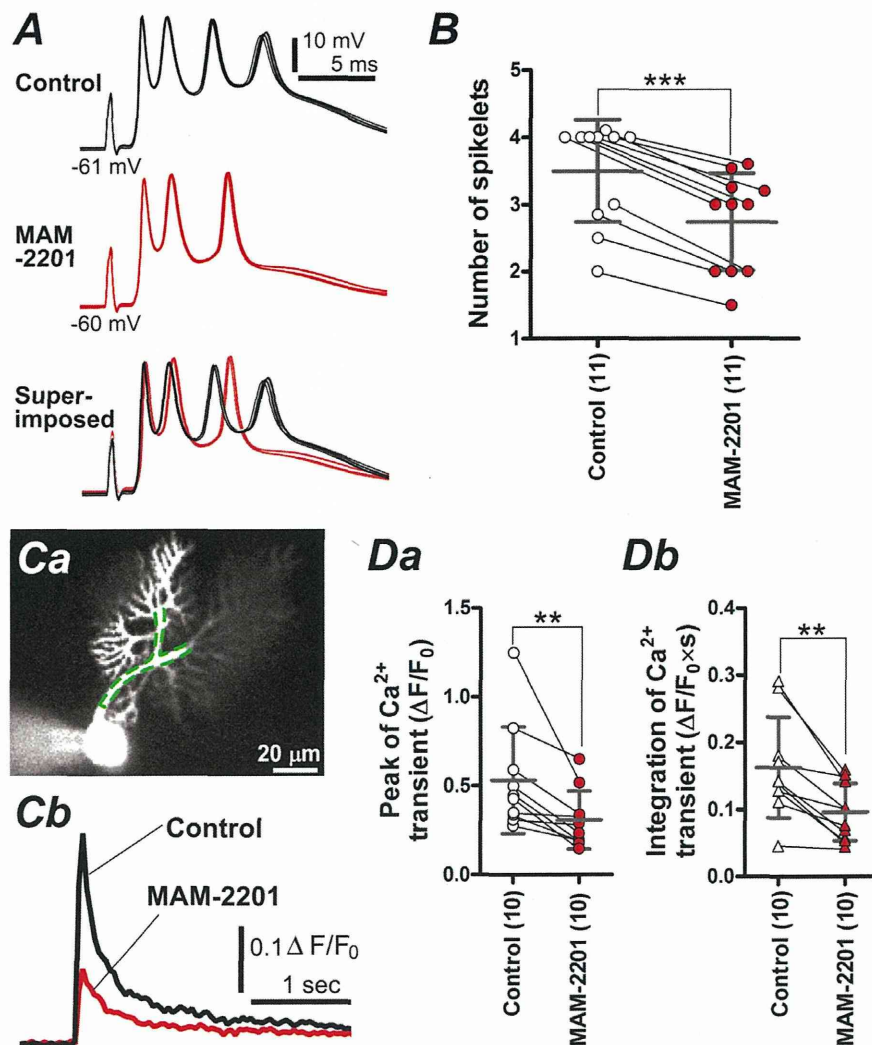 A
Control
10 mV
5 ms
-61 mV
MAM
-2201
-60 mV
Super-
imposed
B
***
Number of spikelets
5
4
3
2
1
Control (11)
MAM-2201 (11)
Ca
20 μm
Cb
Control
MAM-2201
0.1 Δ F/F₀
1 sec
Da
**
Peak of Ca²⁺
transient (ΔF/F₀)
1.5
1.0
0.5
0.0
Control (10)
MAM-2201 (10)
Db
**
Integration of Ca²⁺
transient (ΔF/F₀×s)
0.4
0.3
0.2
0.1
0.0
Control (10)
MAM-2201 (10)